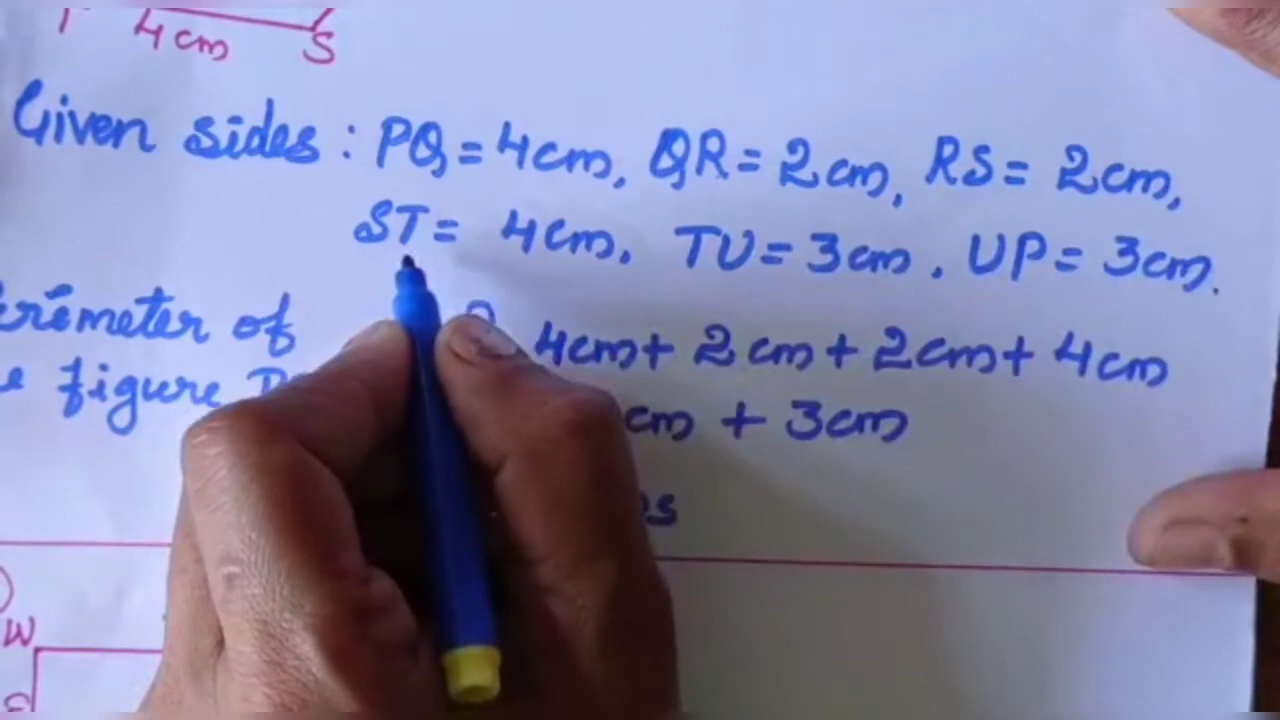 4cm S
Given sides: PQ = 4cm, QR = 2cm, RS = 2cm,
ST = 4cm. TU = 3cm. UP = 3cm.
of 4cm + 2cm + 2cm + 4cm
figure cm + 3cm
W